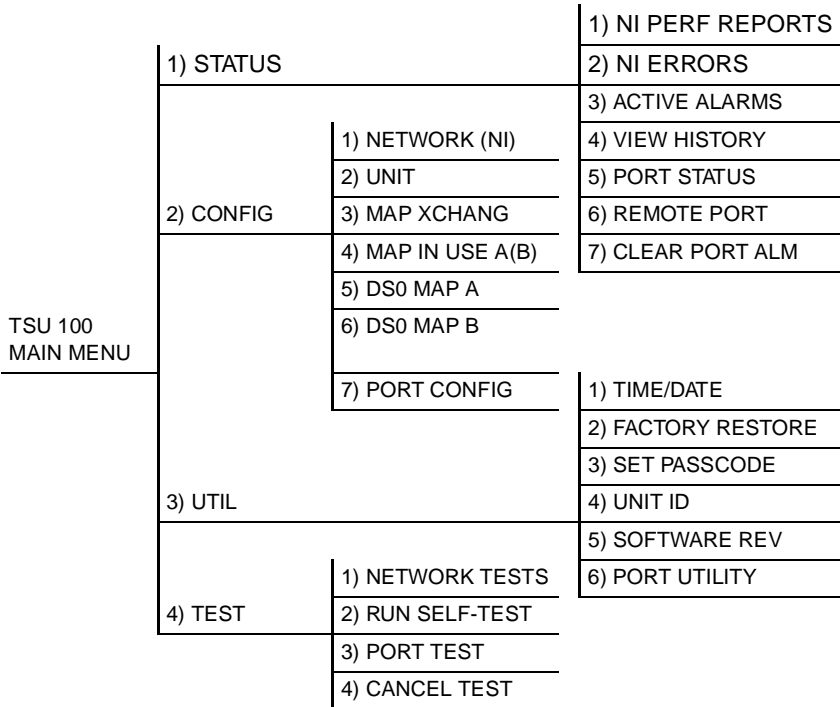 TSU 100
MAIN MENU
1) STATUS
1) NI PERF REPORTS
2) NI ERRORS
3) ACTIVE ALARMS
4) VIEW HISTORY
5) PORT STATUS
6) REMOTE PORT
7) CLEAR PORT ALM
2) CONFIG
1) NETWORK (NI)
2) UNIT
3) MAP XCHANG
4) MAP IN USE A(B)
5) DS0 MAP A
6) DS0 MAP B
7) PORT CONFIG
3) UTIL
1) TIME/DATE
2) FACTORY RESTORE
3) SET PASSCODE
4) UNIT ID
5) SOFTWARE REV
6) PORT UTILITY
4) TEST
1) NETWORK TESTS
2) RUN SELF-TEST
3) PORT TEST
4) CANCEL TEST